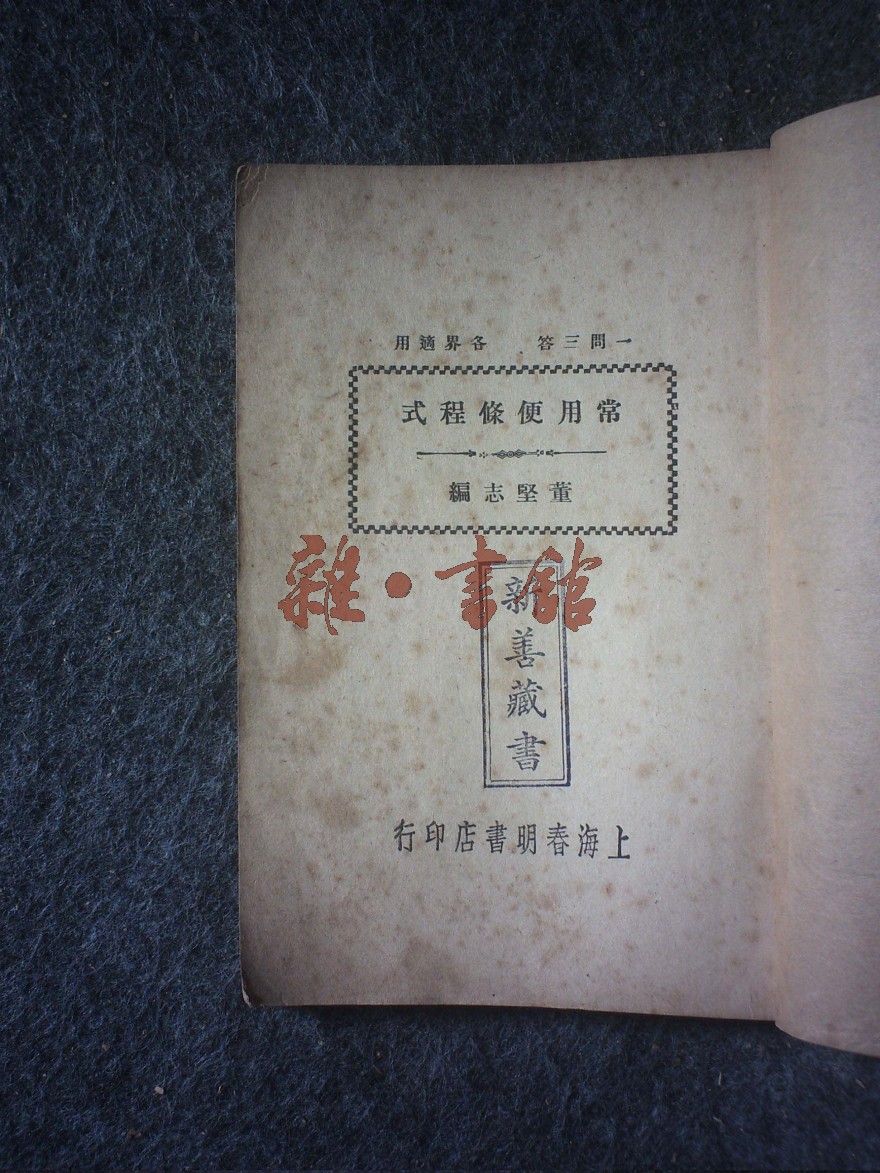 一問三答 各界適用
常用便條程式
董堅志編
雜·書館
新善藏書
上海春明書店印行